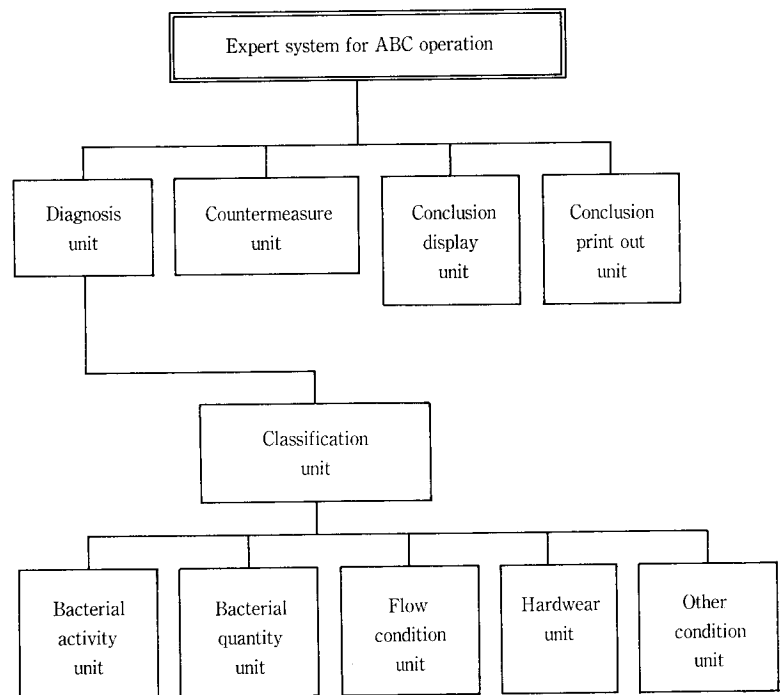 Expert system for ABC operation
Diagnosis
unit
Countermeasure
unit
Conclusion
display
unit
Conclusion
print out
unit
Classification
unit
Bacterial
activity
unit
Bacterial
quantity
unit
Flow
condition
unit
Hardwear
unit
Other
condition
unit